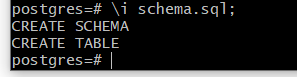 postgres=# \i schema.sql;
CREATE SCHEMA
CREATE TABLE
postgres=#